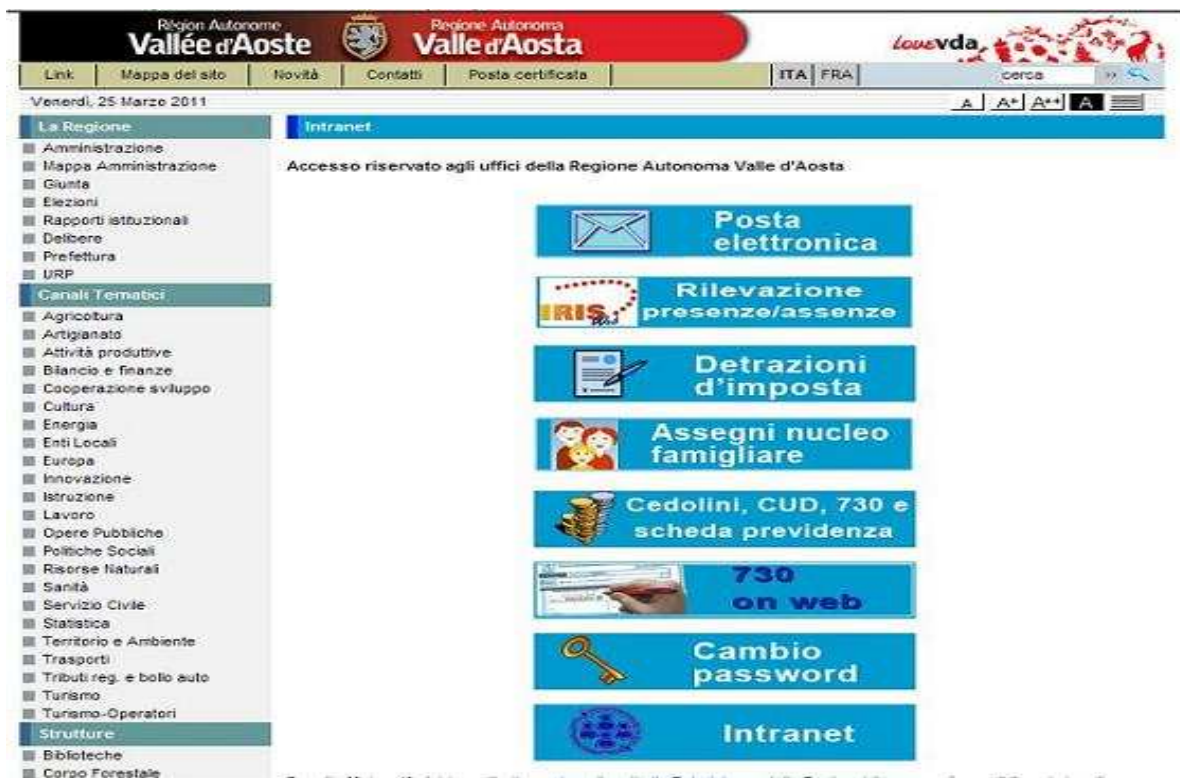 Région Autonome
Vallée d'Aoste
Regione Autonoma
Valle d'Aosta
lovevda
Link
Mappa del sito
Novità
Contatti
Posta certificata
ITA
FRA
cerca
»
Venerdì, 25 Marzo 2011
A
A+
A++
A
La Regione
Amministrazione
Mappa Amministrazione
Giunta
Elezioni
Rapporti istituzionali
Delibere
Prefettura
URP
Canali Tematici
Agricoltura
Artigianato
Attività produttive
Bilancio e finanze
Cooperazione sviluppo
Cultura
Energia
Enti Locali
Europa
Innovazione
Istruzione
Lavoro
Opere Pubbliche
Politiche Sociali
Risorse Naturali
Sanità
Servizio Civile
Statistica
Territorio e Ambiente
Trasporti
Tributi reg. e bollo auto
Turismo
Turismo-Operatori
Strutture
Biblioteche
Corpo Forestale
Intranet
Accesso riservato agli uffici della Regione Autonoma Valle d'Aosta
Posta
elettronica
IRIS
Rilevazione
presenze/assenze
Detrazioni
d'imposta
Assegni nucleo
famigliare
Cedolini, CUD, 730 e
scheda previdenza
730
on web
Cambio
password
Intranet